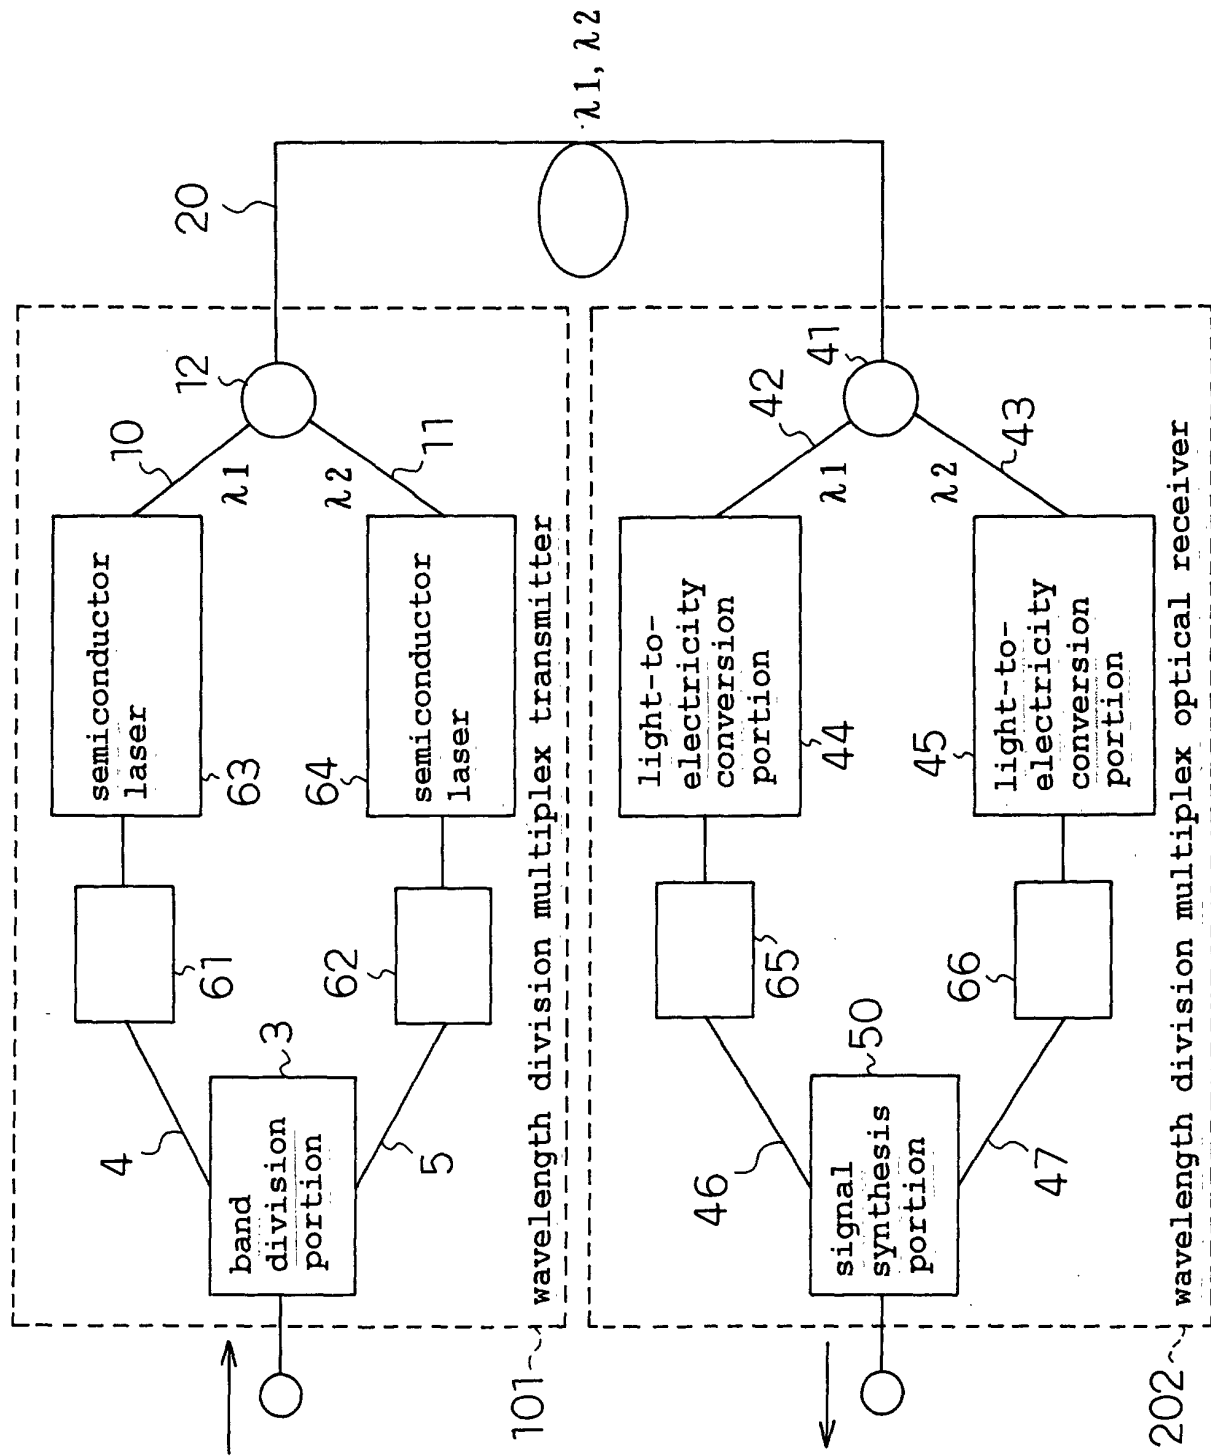 20
λ1, λ2
10
12
λ1
λ2
11
semiconductor
laser
63
64
semiconductor
laser
61
62
4
band
division
portion
3
5
101
wavelength division multiplex transmitter
42
41
λ1
λ2
43
light-to-
electricity
conversion
portion
44
45
light-to-
electricity
conversion
portion
65
66
46
signal
synthesis
portion
50
47
202
wavelength division multiplex optical receiver